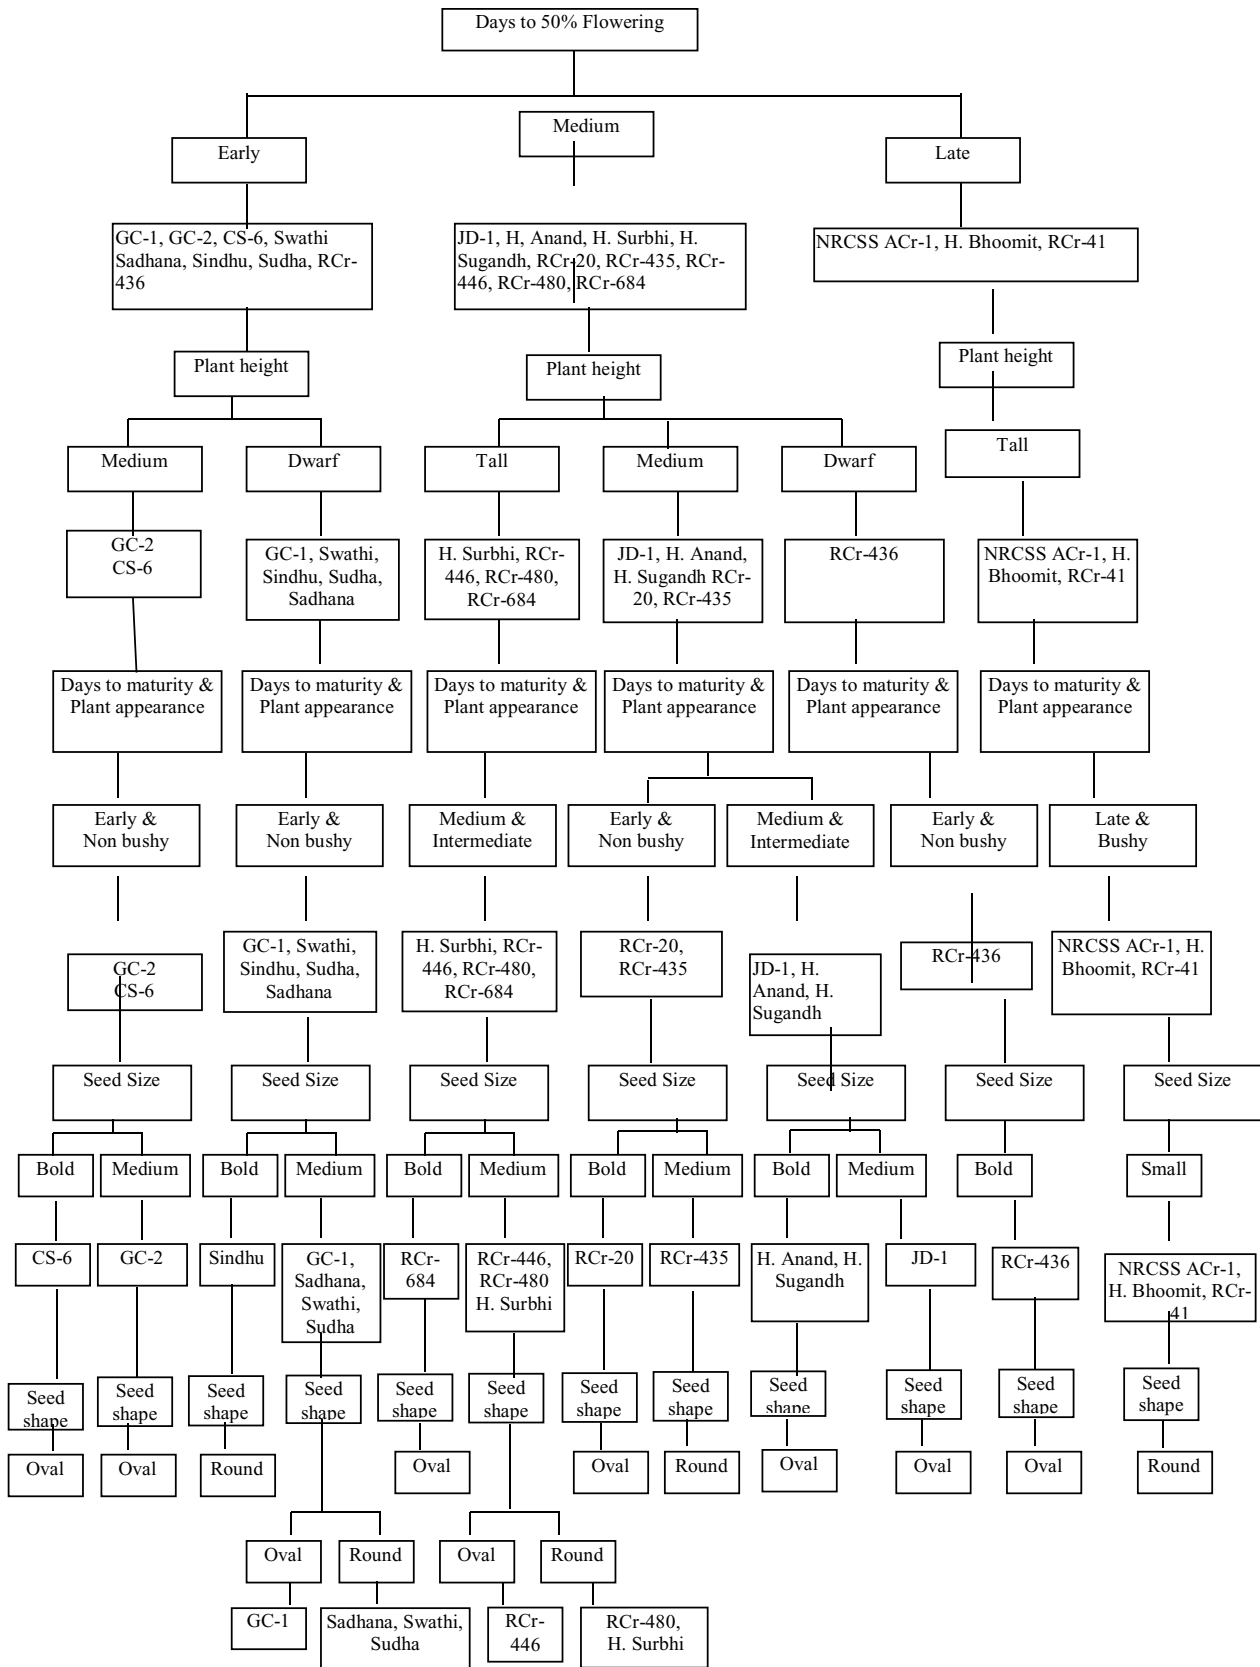 Days to 50% Flowering
Early
Medium
Late
GC-1, GC-2, CS-6, Swathi
Sadhana, Sindhu, Sudha, RCr-
436
JD-1, H, Anand, H. Surbhi, H.
Sugandh, RCr-20, RCr-435, RCr-
446, RCr-480, RCr-684
NRCSS ACr-1, H. Bhoomit, RCr-41
Plant height
Plant height
Plant height
Medium
Dwarf
Tall
Medium
Dwarf
Tall
GC-2
CS-6
GC-1, Swathi,
Sindhu, Sudha,
Sadhana
H. Surbhi, RCr-
446, RCr-480,
RCr-684
JD-1, H. Anand,
H. Sugandh RCr-
20, RCr-435
RCr-436
NRCSS ACr-1, H.
Bhoomit, RCr-41
Days to maturity &
Plant appearance
Days to maturity &
Plant appearance
Days to maturity &
Plant appearance
Days to maturity &
Plant appearance
Days to maturity &
Plant appearance
Days to maturity &
Plant appearance
Early &
Non bushy
Early &
Non bushy
Medium &
Intermediate
Early &
Non bushy
Medium &
Intermediate
Early &
Non bushy
Late &
Bushy
GC-2
CS-6
GC-1, Swathi,
Sindhu, Sudha,
Sadhana
H. Surbhi, RCr-
446, RCr-480,
RCr-684
RCr-20,
RCr-435
JD-1, H.
Anand, H.
Sugandh
RCr-436
NRCSS ACr-1, H.
Bhoomit, RCr-41
Seed Size
Seed Size
Seed Size
Seed Size
Seed Size
Seed Size
Seed Size
Bold
Medium
Bold
Medium
Bold
Medium
Bold
Medium
Bold
Medium
Bold
Small
CS-6
GC-2
Sindhu
GC-1,
Sadhana,
Swathi,
Sudha
RCr-
684
RCr-446,
RCr-480
H. Surbhi
RCr-20
RCr-435
H. Anand, H.
Sugandh
JD-1
RCr-436
NRCSS ACr-1,
H. Bhoomit, RCr-
41
Seed
shape
Seed
shape
Seed
shape
Seed
shape
Seed
shape
Seed
shape
Seed
shape
Seed
shape
Seed
shape
Seed
shape
Seed
shape
Seed
shape
Oval
Oval
Round
Oval
Oval
Round
Oval
Oval
Oval
Round
Oval
Round
Oval
Round
GC-1
Sadhana, Swathi,
Sudha
RCr-
446
RCr-480,
H. Surbhi